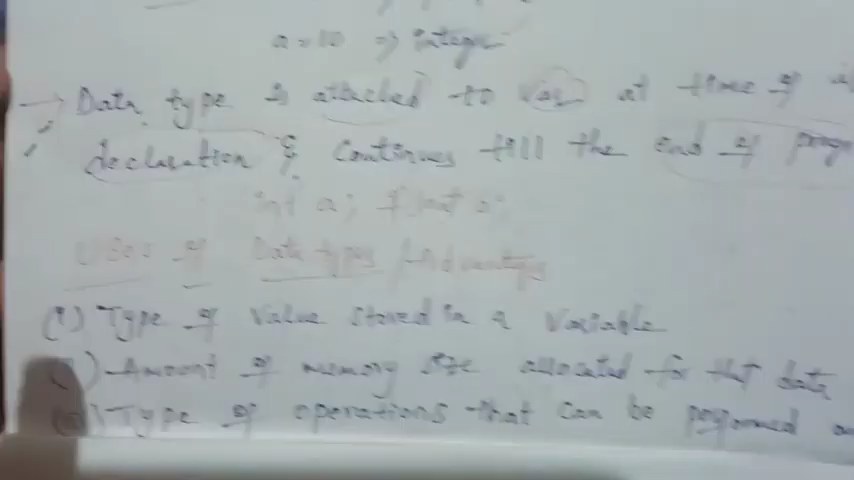 a = 10 => integer
→ Data type is attached to var at time of
declaration & continues till the end of
int a; float b;
Uses of Data types / Advantages
(1) Type of value stored in a variable
) Amount of memory size allocated for that data
) Type of operations that can be performed